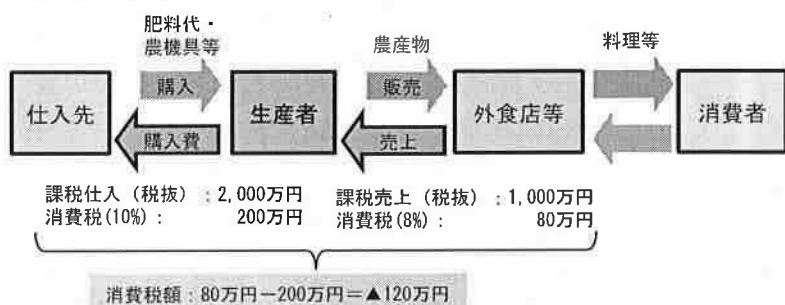 肥料代・
農機具等
農産物
料理等
購入
販売
仕入先
生産者
外食店等
消費者
購入費
売上
課税仕入（税抜）：2,000万円
消費税(10%)： 200万円
課税売上（税抜）：1,000万円
消費税(8%)： 80万円
消費税額：80万円－200万円＝▲120万円